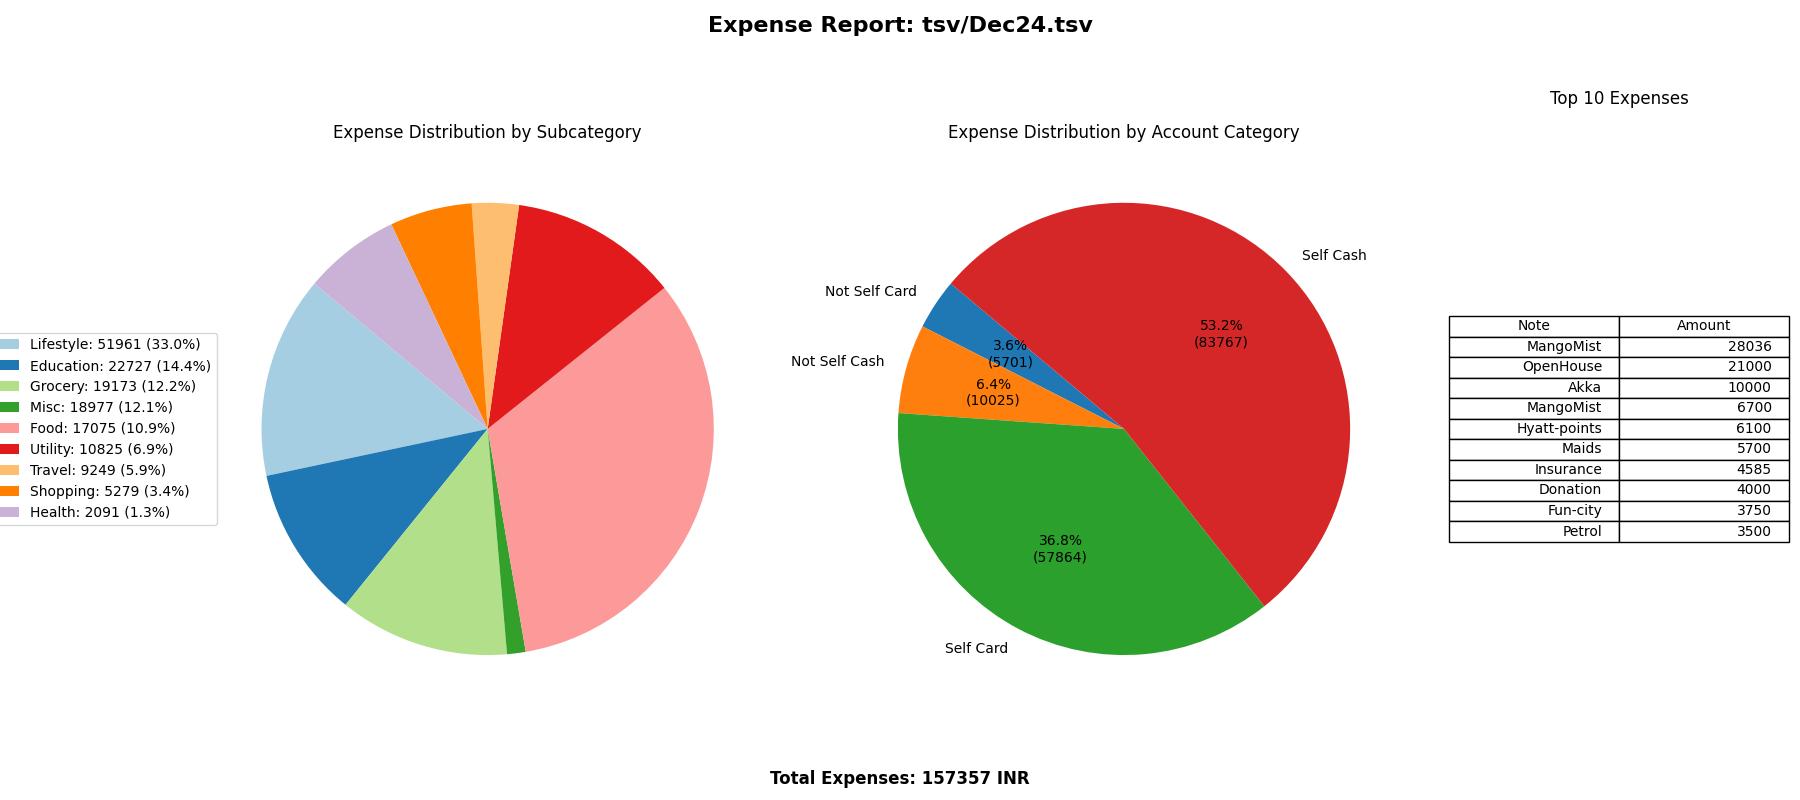 Expense Report: tsv/Dec24.tsv
Expense Distribution by Subcategory
Lifestyle: 51961 (33.0%)
Education: 22727 (14.4%)
Grocery: 19173 (12.2%)
Misc: 18977 (12.1%)
Food: 17075 (10.9%)
Utility: 10825 (6.9%)
Travel: 9249 (5.9%)
Shopping: 5279 (3.4%)
Health: 2091 (1.3%)
Expense Distribution by Account Category
Self Cash
53.2%
(83767)
Not Self Card
3.6%
(5701)
Not Self Cash
6.4%
(10025)
36.8%
(57864)
Self Card
Top 10 Expenses
Note Amount
MangoMist 28036
OpenHouse 21000
Akka 10000
MangoMist 6700
Hyatt-points 6100
Maids 5700
Insurance 4585
Donation 4000
Fun-city 3750
Petrol 3500
Total Expenses: 157357 INR